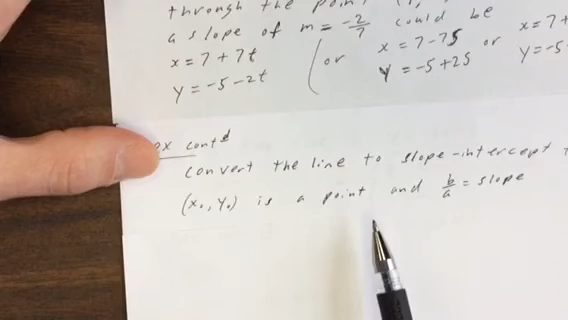 through the point
a slope of m = -2/7 could be
x = 7 + 7t
y = -5 - 2t
or
x = 7 - 7s
y = -5 + 2s
or
x = 7 +
y = -5 -
ex cont'd
convert the line to slope-intercept
(x₀, y₀) is a point and b/a = slope